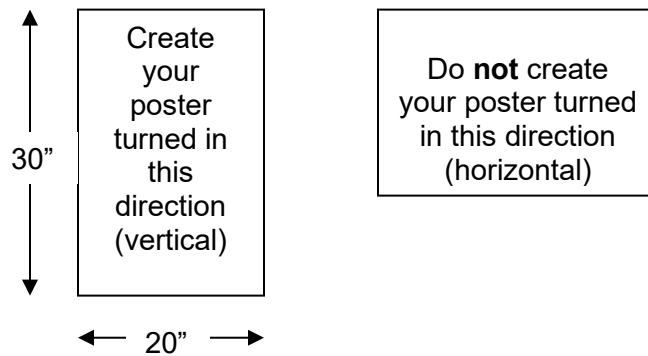 Create
your
poster
turned in
this
direction
(vertical)
30”
20”
Do not create
your poster turned
in this direction
(horizontal)